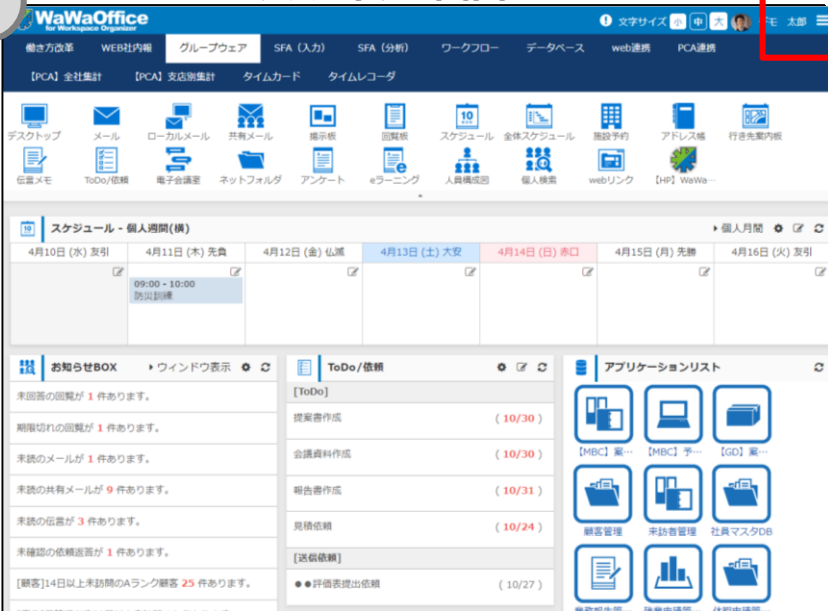 WaWaOffice
for Workspace Organizer
文字サイズ 小 中 大 デモ 太郎
働き方改革 WEB社内報 グループウェア SFA（入力） SFA（分析） ワークフロー データベース web連携 PCA連携
【PCA】全社集計 【PCA】支店別集計 タイムカード タイムレコーダ
デスクトップ メール ローカルメール 共有メール 掲示板 回覧板 スケジュール 全体スケジュール 施設予約 アドレス帳 行き先案内板
伝言メモ ToDo/依頼 電子会議室 ネットフォルダ アンケート eラーニング 人員構成図 個人検索 webリンク 【HP】WaWa…
スケジュール - 個人週間(横) 個人月間
4月10日 (水) 友引 4月11日 (木) 先負 4月12日 (金) 仏滅 4月13日 (土) 大安 4月14日 (日) 赤口 4月15日 (月) 先勝 4月16日 (火) 友引
09:00 - 10:00
防災訓練
お知らせBOX ウィンドウ表示
未回答の回覧が 1 件あります。
期限切れの回覧が 1 件あります。
未読のメールが 1 件あります。
未読の共有メールが 9 件あります。
未読の伝言が 3 件あります。
未確認の依頼返答が 1 件あります。
[顧客]14日以上未訪問のAランク顧客 25 件あります。
ToDo/依頼
[ToDo]
提案書作成 ( 10/30 )
会議資料作成 ( 10/30 )
報告書作成 ( 10/31 )
見積依頼 ( 10/24 )
[送信依頼]
●●評価表提出依頼 ( 10/27 )
アプリケーションリスト
【MBC】案… 【MBC】予… 【GD】案…
顧客管理 来訪者管理 社員マスタDB